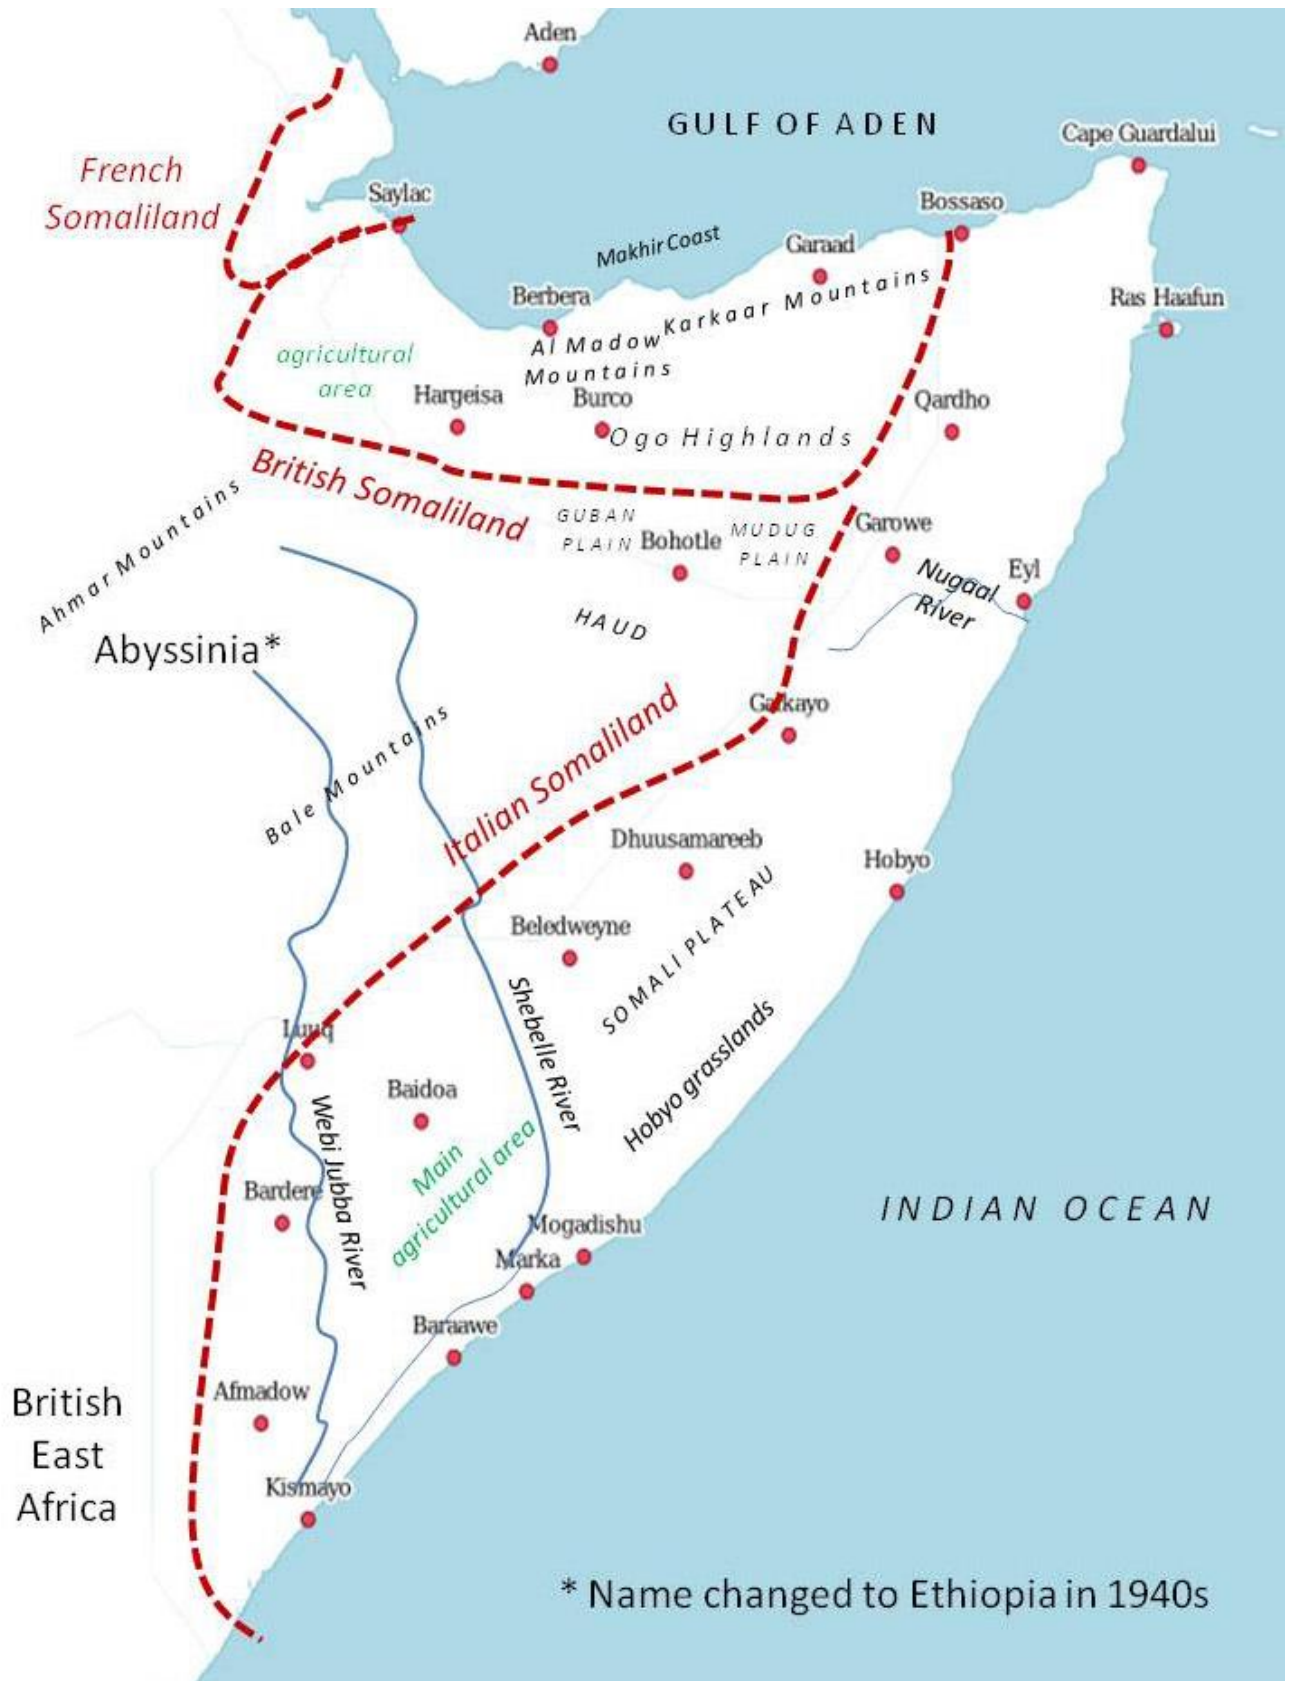 Aden
GULF OF ADEN
Cape Guardalui
French
Somaliland
Saylac
Bossaso
Makhir Coast
Garaad
Berbera
Karkaar Mountains
Ras Haafun
Al Madow
Mountains
agricultural
area
Hargeisa
Burco
Qardho
Ogo Highlands
British Somaliland
Ahmar Mountains
GUBAN
PLAIN
Bohotle
MUDUG
PLAIN
Garowe
Nugaal
River
Eyl
HAUD
Abyssinia*
Galkayo
Bale Mountains
Italian Somaliland
Dhuusamareeb
Hobyo
Beledweyne
SOMALI PLATEAU
Shebelle River
Hobyo grasslands
Luuq
Baidoa
Webi Jubba River
Main
agricultural area
Bardere
Mogadishu
Marka
INDIAN OCEAN
Baraawe
Afmadow
British
East
Africa
Kismayo
* Name changed to Ethiopia in 1940s